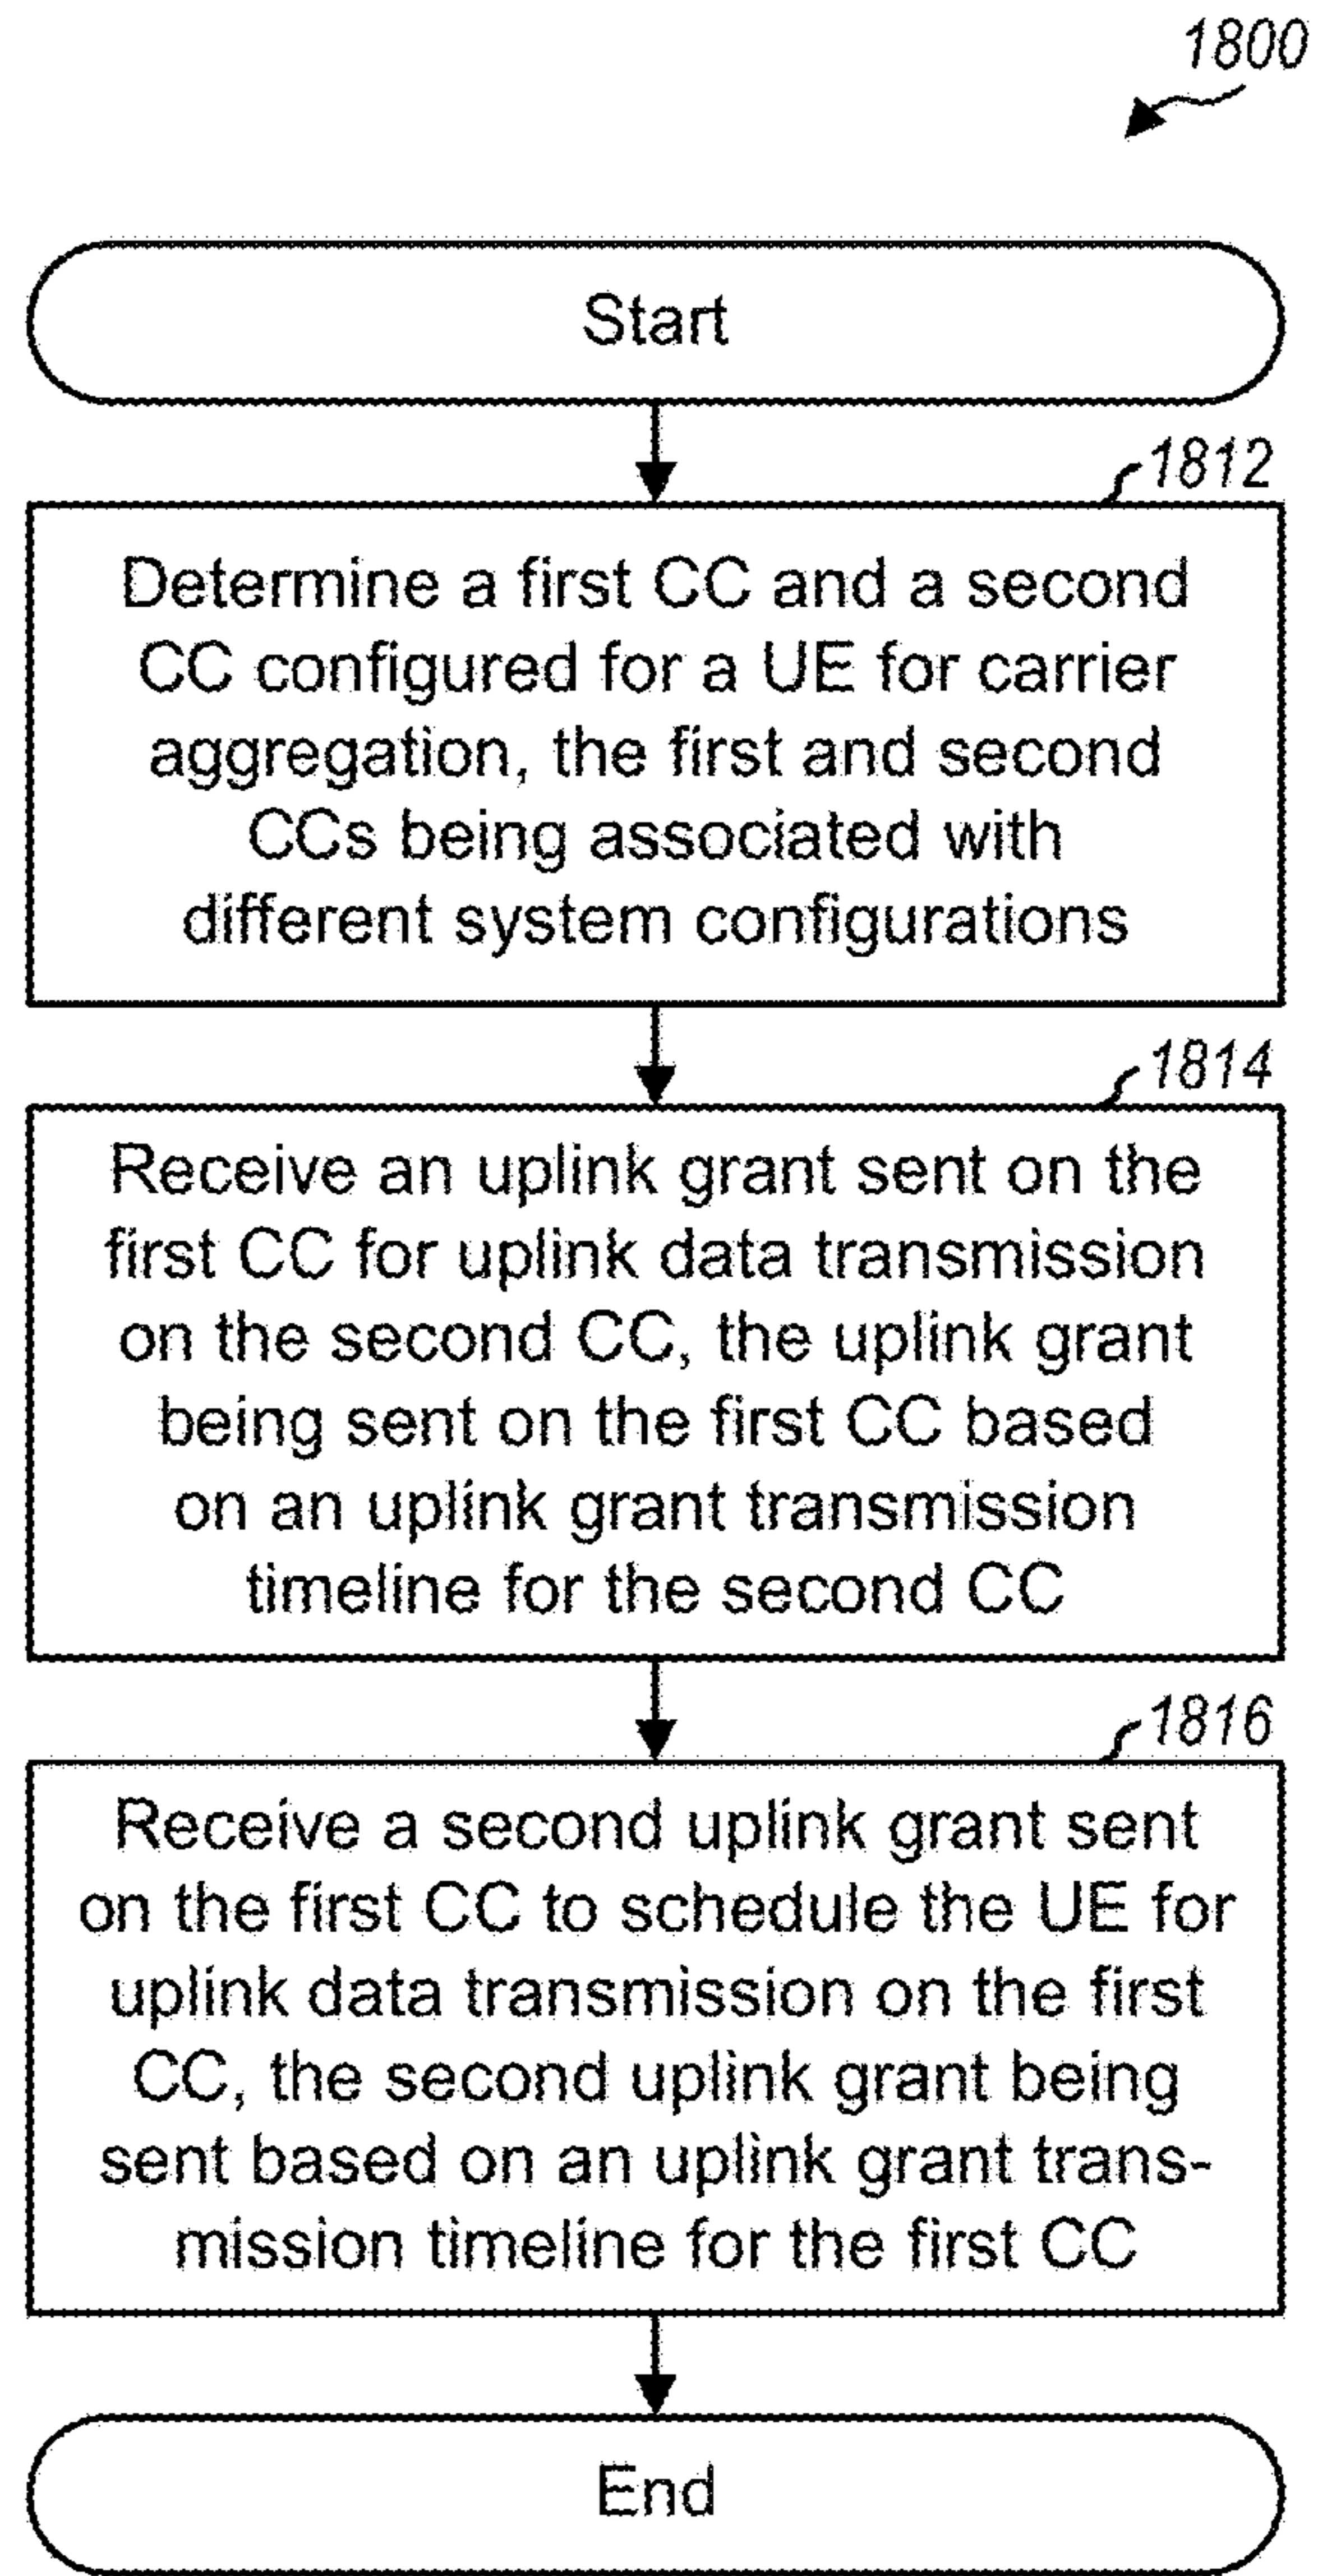 1800
Start
1812
Determine a first CC and a second
CC configured for a UE for carrier
aggregation, the first and second
CCs being associated with
different system configurations
1814
Receive an uplink grant sent on the
first CC for uplink data transmission
on the second CC, the uplink grant
being sent on the first CC based
on an uplink grant transmission
timeline for the second CC
1816
Receive a second uplink grant sent
on the first CC to schedule the UE for
uplink data transmission on the first
CC, the second uplink grant being
sent based on an uplink grant trans-
mission timeline for the first CC
End